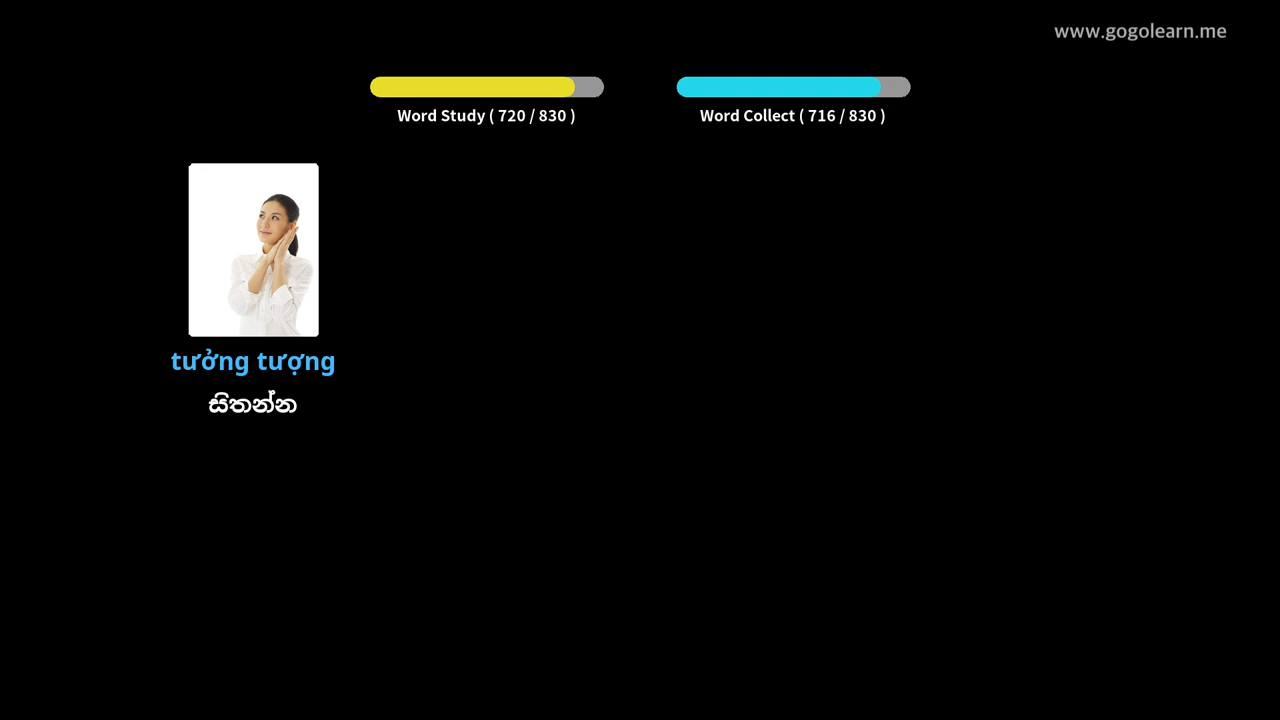 www.gogolearn.me
Word Study ( 720 / 830 )
Word Collect ( 716 / 830 )
tưởng tượng
සිතන්න